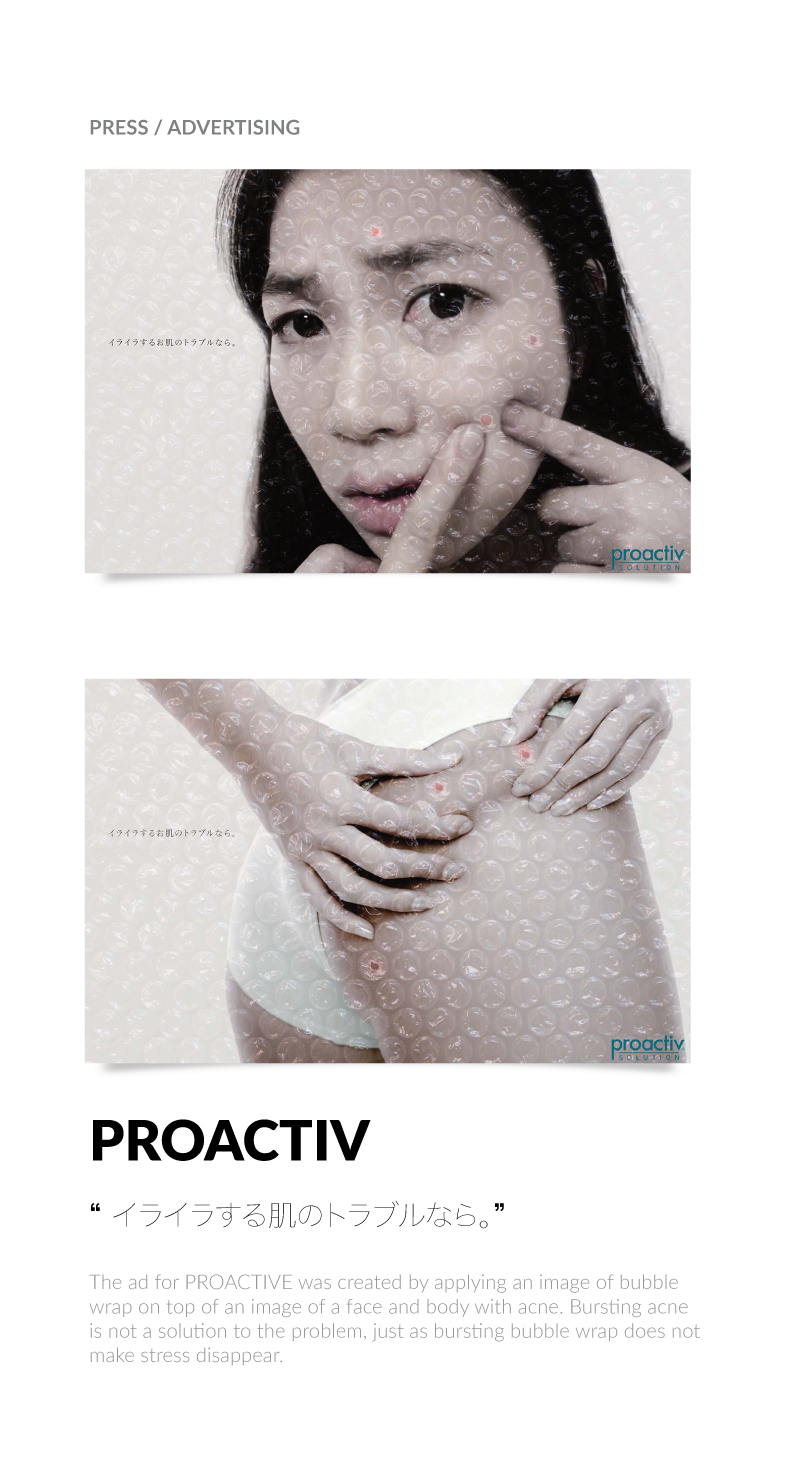 PRESS / ADVERTISING
イライラするお肌のトラブルなら。
proactiv
SOLUTION
イライラするお肌のトラブルなら。
proactiv
SOLUTION
PROACTIV
“ イライラする肌のトラブルなら。”
The ad for PROACTIVE was created by applying an image of bubble
wrap on top of an image of a face and body with acne. Bursting acne
is not a solution to the problem, just as bursting bubble wrap does not
make stress disappear.